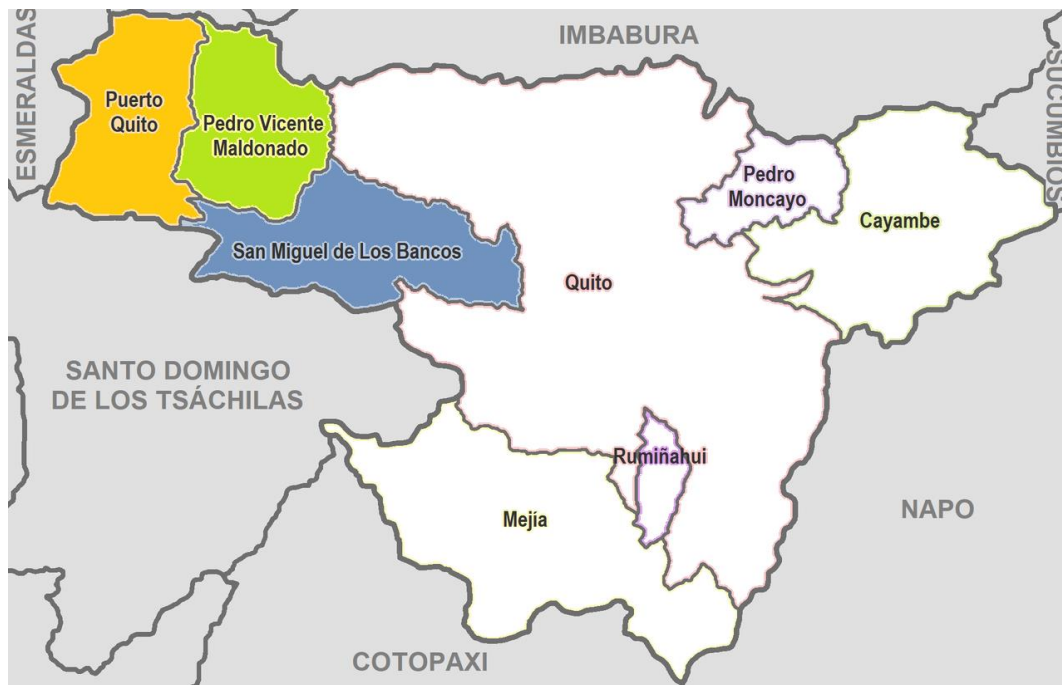 IMBABURA
ESMERALDAS
SUCUMBIOS
Puerto
Quito
Pedro Vicente
Maldonado
Pedro
Moncayo
Cayambe
San Miguel de Los Bancos
Quito
SANTO DOMINGO
DE LOS TSÁCHILAS
Rumiñahui
Mejía
NAPO
COTOPAXI